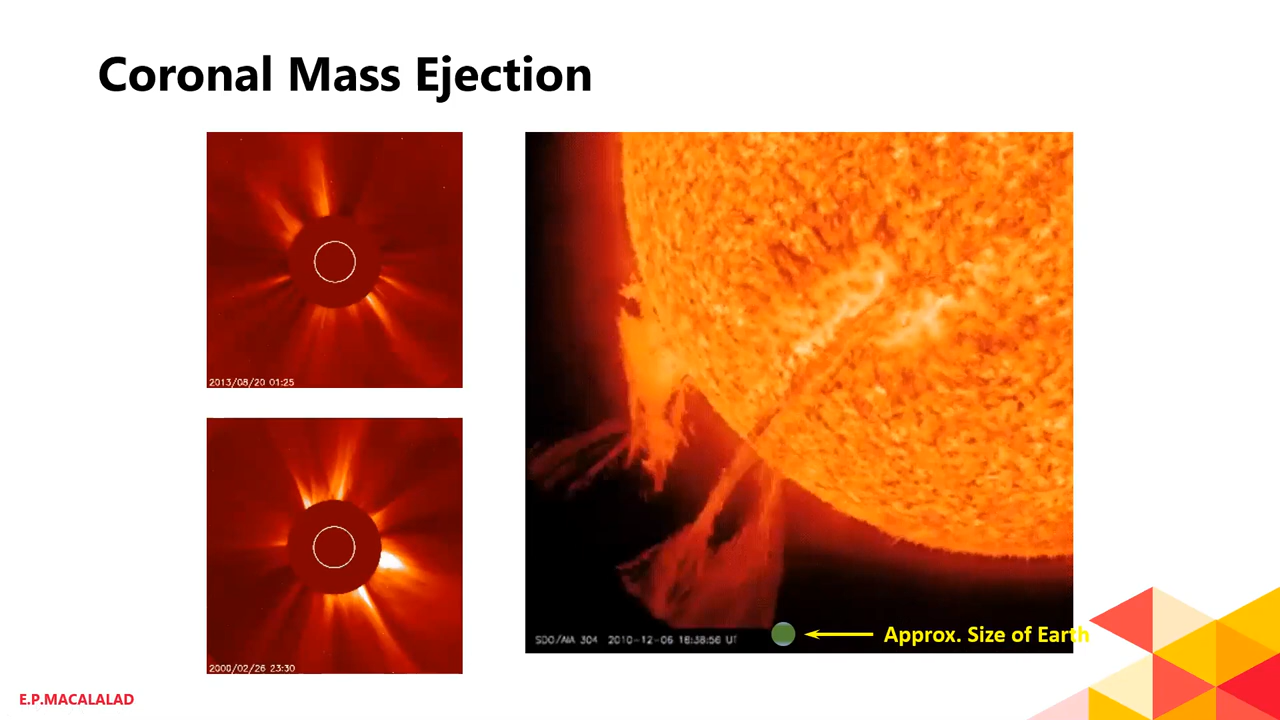 Coronal Mass Ejection
2013/08/20 01:25
2000/02/26 23:30
SDO/AIA 304 2010-12-06 16:38:56 UT
Approx. Size of Earth
E.P.MACALALAD